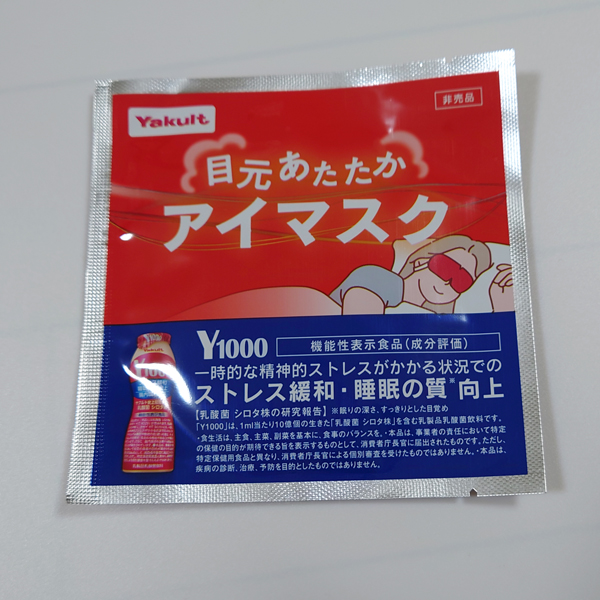 Yakult
非売品
目元あたたか
アイマスク
Y1000
機能性表示食品(成分評価)
一時的な精神的ストレスがかかる状況での
ストレス緩和・睡眠の質※向上
【乳酸菌 シロタ株の研究報告】※眠りの深さ、すっきりとした目覚め
「Y1000」は、1ml当たり10億個の生きた「乳酸菌 シロタ株」を含む乳製品乳酸菌飲料です。
・食生活は、主食、主菜、副菜を基本に、食事のバランスを。・本品は、事業者の責任において特定
の保健の目的が期待できる旨を表示するものとして、消費者庁長官に届出されたものです。ただし、
特定保健用食品と異なり、消費者庁長官による個別審査を受けたものではありません。・本品は、
疾病の診断、治療、予防を目的としたものではありません。
Yakult
Y1000
乳酸菌 シロタ株